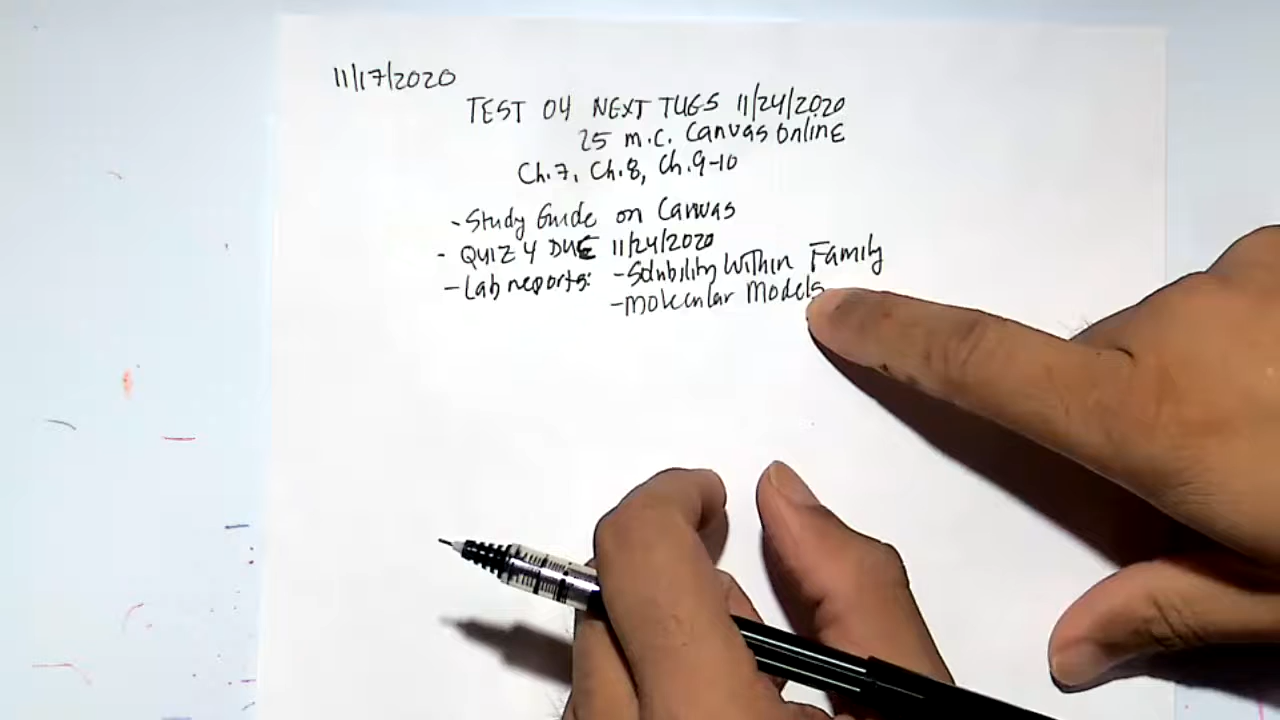 11/17/2020
TEST 04 NEXT TUES 11/24/2020
25 m.c. Canvas Online
Ch.7, Ch.8, Ch.9-10
- Study Guide on Canvas
- QUIZ 4 DUE 11/24/2020
- Lab reports: - Solubility Within Family
- Molecular Models